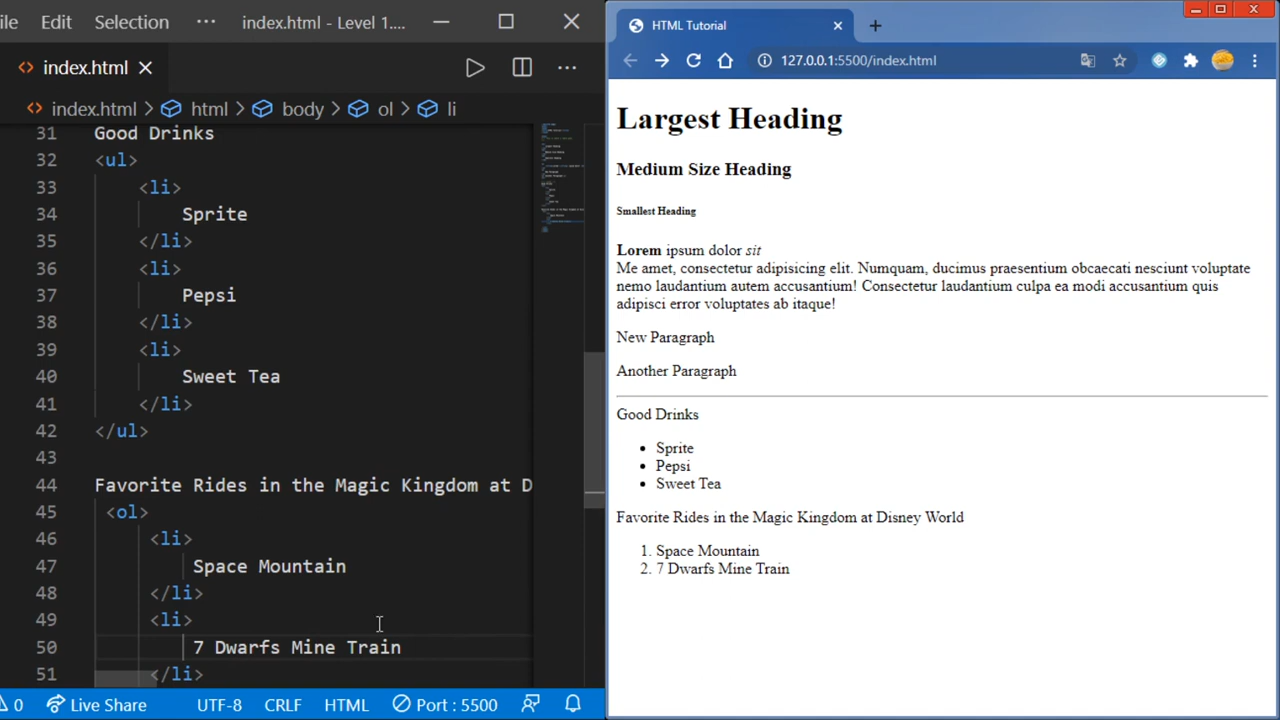 ile Edit Selection ··· index.html - Level 1....
index.html
index.html > html > body > ol > li
31 Good Drinks
32 <ul>
33 <li>
34 Sprite
35 </li>
36 <li>
37 Pepsi
38 </li>
39 <li>
40 Sweet Tea
41 </li>
42 </ul>
43
44 Favorite Rides in the Magic Kingdom at D
45 <ol>
46 <li>
47 Space Mountain
48 </li>
49 <li>
50 7 Dwarfs Mine Train
51 </li>
0 Live Share UTF-8 CRLF HTML Port : 5500
HTML Tutorial
127.0.0.1:5500/index.html
Largest Heading
Medium Size Heading
Smallest Heading
Lorem ipsum dolor sit
Me amet, consectetur adipisicing elit. Numquam, ducimus praesentium obcaecati nesciunt voluptate
nemo laudantium autem accusantium! Consectetur laudantium culpa ea modi accusantium quis
adipisci error voluptates ab itaque!
New Paragraph
Another Paragraph
Good Drinks
• Sprite
• Pepsi
• Sweet Tea
Favorite Rides in the Magic Kingdom at Disney World
1. Space Mountain
2. 7 Dwarfs Mine Train